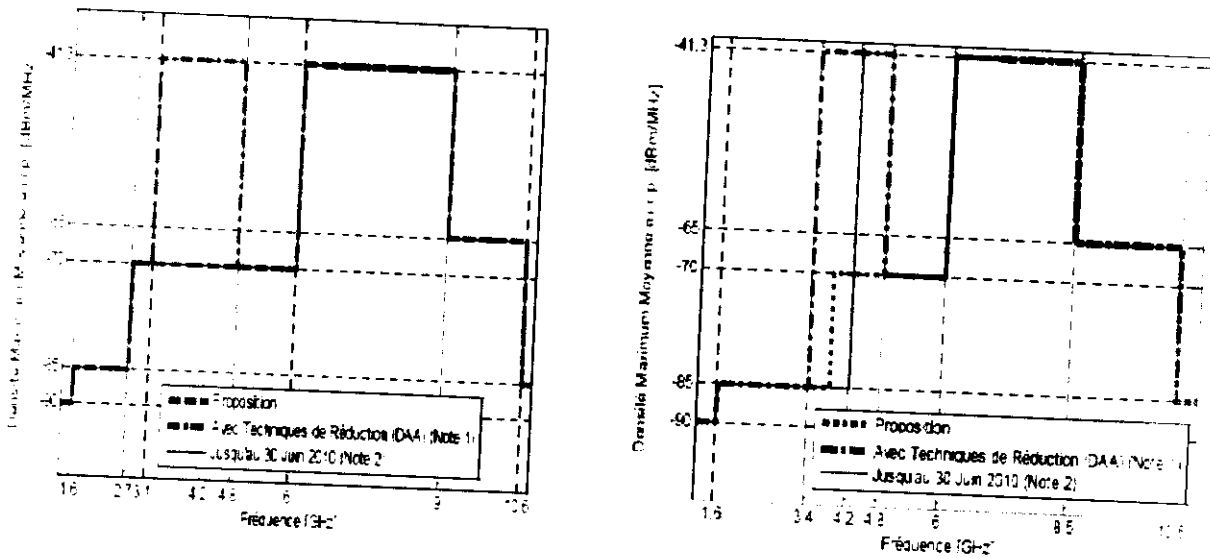 -41.3
-65
-70
-85
-90
Proposition
Avec Techniques de Réduction (DAA) (Note 1)
Jusqu'au 30 Juin 2010 (Note 2)
1.6
2.7
3.1
4.2
4.8
6
9
10.6
Fréquence [GHz]
Densité Maximum Moyenne p.i.r.e. [dBm/MHz]
-41.3
-65
-70
-85
-90
Proposition
Avec Techniques de Réduction (DAA) (Note 1)
Jusqu'au 30 Juin 2010 (Note 2)
1.6
3.4
4.2
4.8
6
8.5
10.6
Fréquence [GHz]